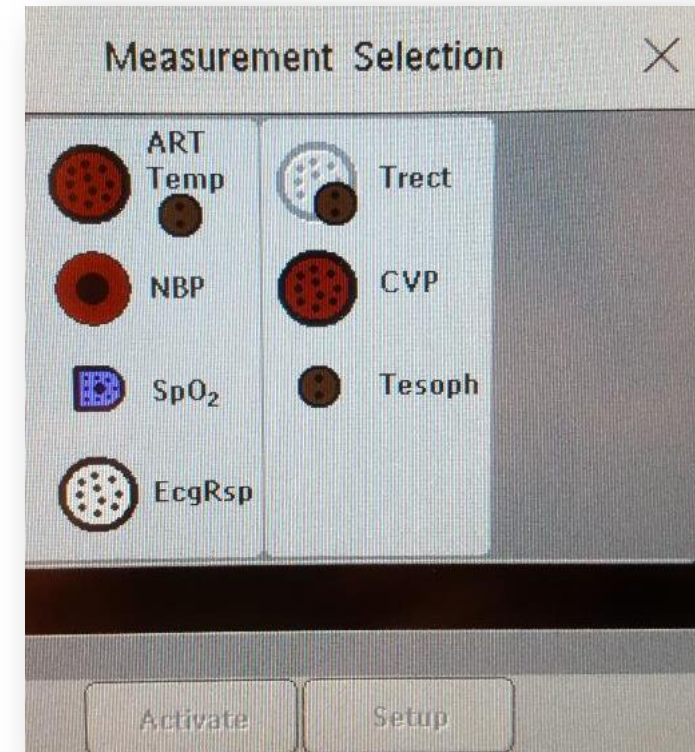 Measurement Selection
ART
Temp
NBP
SpO₂
EcgRsp
Trect
CVP
Tesoph
Activate
Setup